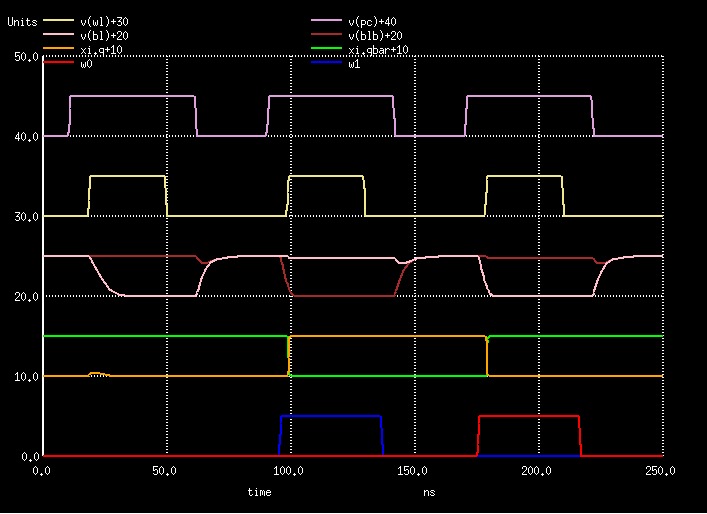 Units v(wl)+30 v(pc)+40
v(bl)+20 v(blb)+20
xi.q+10 xi.qbar+10
50.0
w0 w1
40.0
30.0
20.0
10.0
0.0
0.0 50.0 100.0 150.0 200.0 250.0
time ns